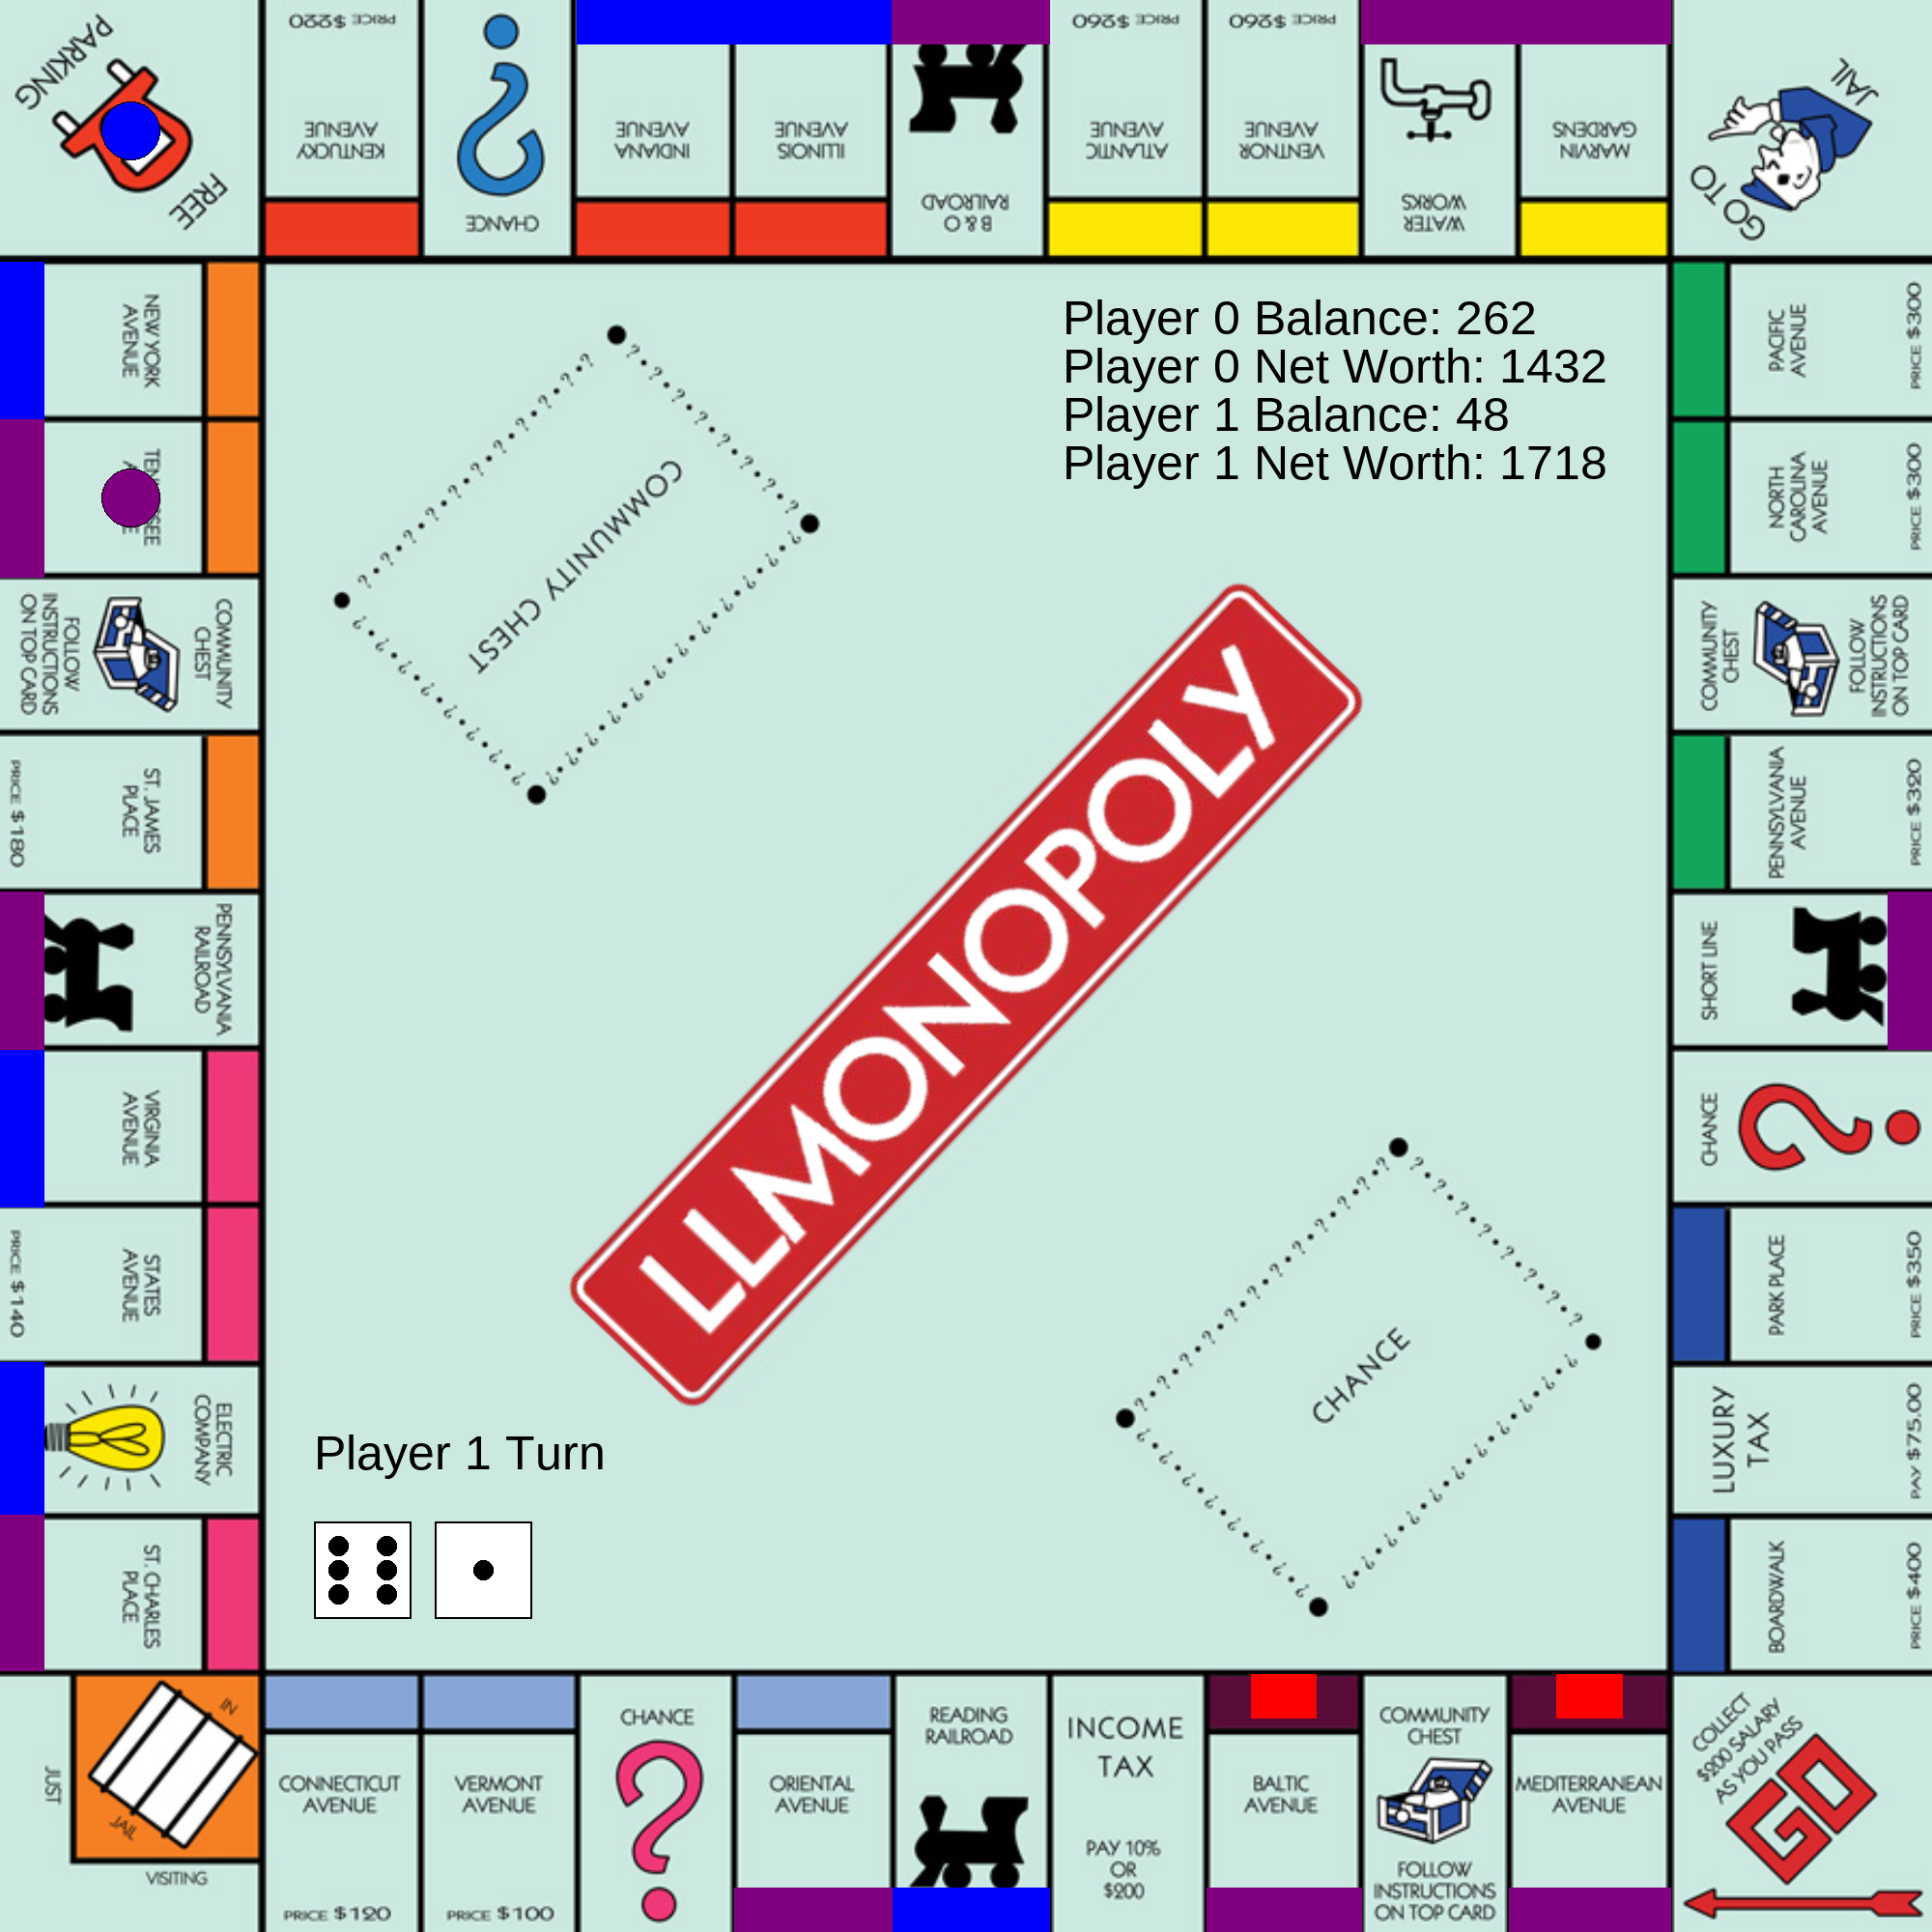 PARKING
FREE
PRICE $220
KENTUCKY
AVENUE
CHANCE
INDIANA
AVENUE
ILLINOIS
AVENUE
B & O
RAILROAD
PRICE $260
ATLANTIC
AVENUE
PRICE $260
VENTNOR
AVENUE
WATER
WORKS
MARVIN
GARDENS
GO TO
JAIL
NEW YORK
AVENUE
COMMUNITY
CHEST
FOLLOW
INSTRUCTIONS
ON TOP CARD
ST. JAMES
PLACE
PRICE $180
PENNSYLVANIA
RAILROAD
VIRGINIA
AVENUE
STATES
AVENUE
PRICE $140
ELECTRIC
COMPANY
ST. CHARLES
PLACE
Player 0 Balance: 262
Player 0 Net Worth: 1432
Player 1 Balance: 48
Player 1 Net Worth: 1718
COMMUNITY CHEST
LLMONOPOLY
CHANCE
Player 1 Turn
PACIFIC
AVENUE
PRICE $300
NORTH
CAROLINA
AVENUE
PRICE $300
COMMUNITY
CHEST
FOLLOW
INSTRUCTIONS
ON TOP CARD
PENNSYLVANIA
AVENUE
PRICE $320
SHORT LINE
CHANCE
PARK PLACE
PRICE $350
LUXURY
TAX
PAY $75.00
BOARDWALK
PRICE $400
JUST
VISITING
IN
JAIL
CONNECTICUT
AVENUE
PRICE $120
VERMONT
AVENUE
PRICE $100
CHANCE
ORIENTAL
AVENUE
READING
RAILROAD
INCOME
TAX
PAY 10%
OR
$200
BALTIC
AVENUE
COMMUNITY
CHEST
FOLLOW
INSTRUCTIONS
ON TOP CARD
MEDITERRANEAN
AVENUE
COLLECT
$200 SALARY
AS YOU PASS
GO